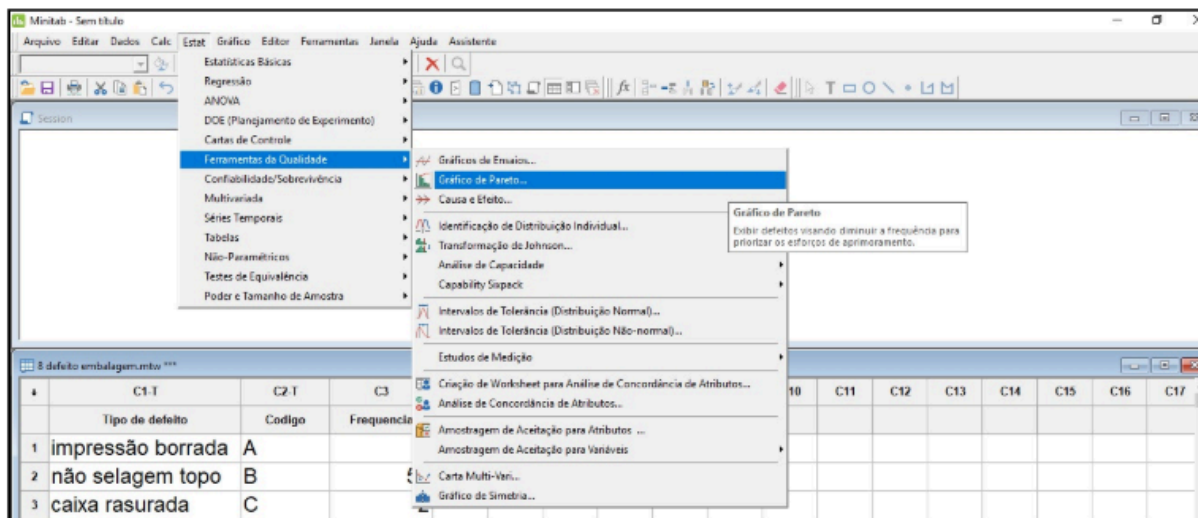 Minitab - Sem título
Arquivo Editar Dados Calc Estat Gráfico Editor Ferramentas Janela Ajuda Assistente
Estatísticas Básicas
Regressão
ANOVA
DOE (Planejamento de Experimento)
Cartas de Controle
Ferramentas da Qualidade
Confiabilidade/Sobrevivência
Multivariada
Séries Temporais
Tabelas
Não-Paramétricos
Testes de Equivalência
Poder e Tamanho de Amostra
Session
Gráficos de Ensaios...
Gráfico de Pareto...
Causa e Efeito...
Identificação de Distribuição Individual...
Transformação de Johnson...
Análise de Capacidade
Capability Sixpack
Intervalos de Tolerância (Distribuição Normal)...
Intervalos de Tolerância (Distribuição Não-normal)...
Estudos de Medição
Criação de Worksheet para Análise de Concordância de Atributos...
Análise de Concordância de Atributos...
Amostragem de Aceitação para Atributos ...
Amostragem de Aceitação para Variáveis
Carta Multi-Vari...
Gráfico de Simetria...
Gráfico de Pareto
Exibir defeitos visando diminuir a frequência para
priorizar os esforços de aprimoramento.
8 defeito embalagem.mtw ***
C1-T C2-T C3 10 C11 C12 C13 C14 C15 C16 C17
Tipo de defeito Codigo Frequencia
1 impressão borrada A
2 não selagem topo B
3 caixa rasurada C